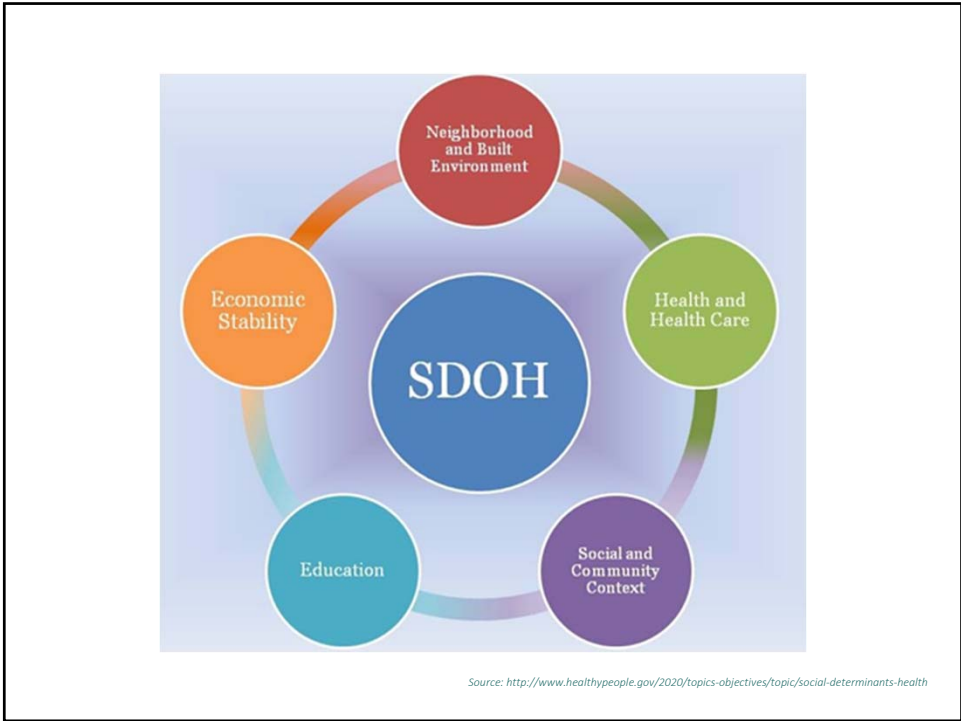 Neighborhood
and Built
Environment
Economic
Stability
Health and
Health Care
SDOH
Education
Social and
Community
Context
Source: http://www.healthypeople.gov/2020/topics-objectives/topic/social-determinants-health